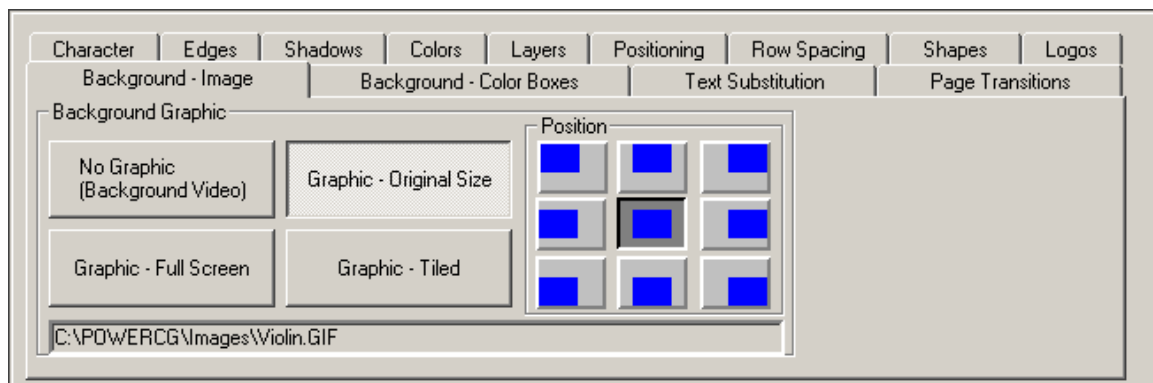 Character Edges Shadows Colors Layers Positioning Row Spacing Shapes Logos
Background - Image Background - Color Boxes Text Substitution Page Transitions
Background Graphic
Position
No Graphic
(Background Video)
Graphic - Original Size
Graphic - Full Screen
Graphic - Tiled
C:\POWERCG\Images\Violin.GIF